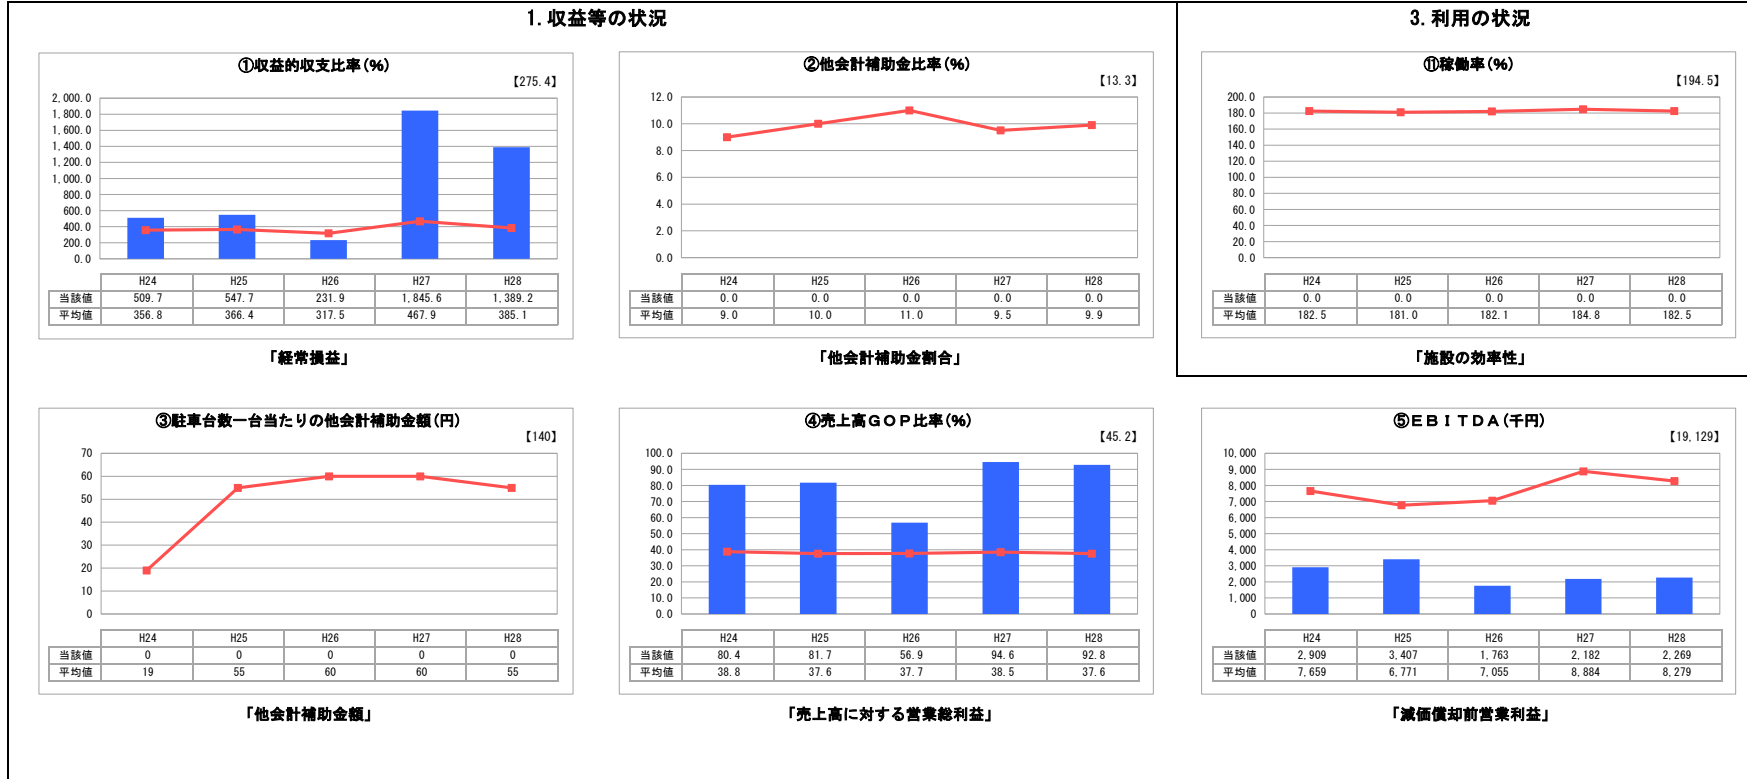 1. 収益等の状況
3. 利用の状況
①収益的収支比率(%)
【275.4】
2,000.0
1,800.0
1,600.0
1,400.0
1,200.0
1,000.0
800.0
600.0
400.0
200.0
0.0
H24 H25 H26 H27 H28
当該値 509.7 547.7 231.9 1,845.6 1,389.2
平均値 356.8 366.4 317.5 467.9 385.1
「経常損益」
②他会計補助金比率(%)
【13.3】
12.0
10.0
8.0
6.0
4.0
2.0
0.0
H24 H25 H26 H27 H28
当該値 0.0 0.0 0.0 0.0 0.0
平均値 9.0 10.0 11.0 9.5 9.9
「他会計補助金割合」
⑪稼働率(%)
【194.5】
200.0
180.0
160.0
140.0
120.0
100.0
80.0
60.0
40.0
20.0
0.0
H24 H25 H26 H27 H28
当該値 0.0 0.0 0.0 0.0 0.0
平均値 182.5 181.0 182.1 184.8 182.5
「施設の効率性」
③駐車台数一台当たりの他会計補助金額(円)
【140】
70
60
50
40
30
20
10
0
H24 H25 H26 H27 H28
当該値 0 0 0 0 0
平均値 19 55 60 60 55
「他会計補助金額」
④売上高GOP比率(%)
【45.2】
100.0
90.0
80.0
70.0
60.0
50.0
40.0
30.0
20.0
10.0
0.0
H24 H25 H26 H27 H28
当該値 80.4 81.7 56.9 94.6 92.8
平均値 38.8 37.6 37.7 38.5 37.6
「売上高に対する営業総利益」
⑤EBITDA(千円)
【19,129】
10,000
9,000
8,000
7,000
6,000
5,000
4,000
3,000
2,000
1,000
0
H24 H25 H26 H27 H28
当該値 2,909 3,407 1,763 2,182 2,269
平均値 7,659 6,771 7,055 8,884 8,279
「減価償却前営業利益」